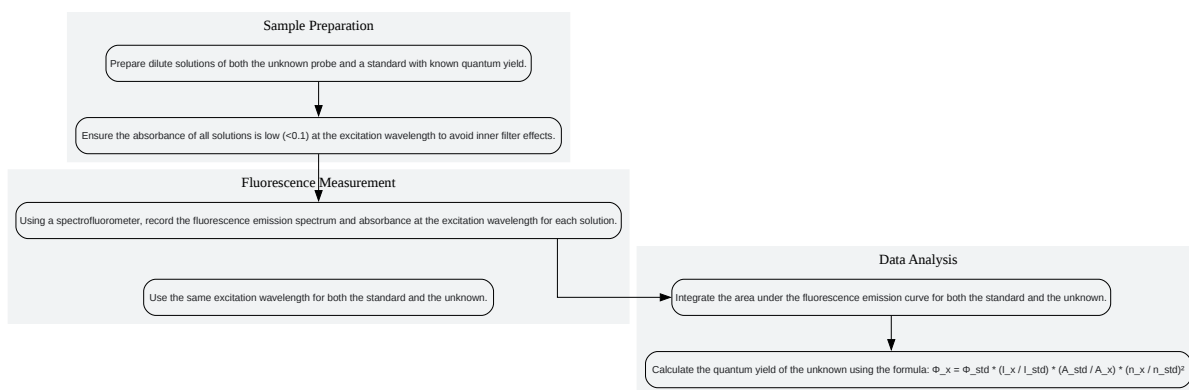 Sample Preparation
Prepare dilute solutions of both the unknown probe and a standard with known quantum yield.
Ensure the absorbance of all solutions is low (<0.1) at the excitation wavelength to avoid inner filter effects.
Fluorescence Measurement
Using a spectrofluorometer, record the fluorescence emission spectrum and absorbance at the excitation wavelength for each solution.
Use the same excitation wavelength for both the standard and the unknown.
Data Analysis
Integrate the area under the fluorescence emission curve for both the standard and the unknown.
Calculate the quantum yield of the unknown using the formula: Φ_x = Φ_std * (I_x / I_std) * (A_std / A_x) * (n_x / n_std)²